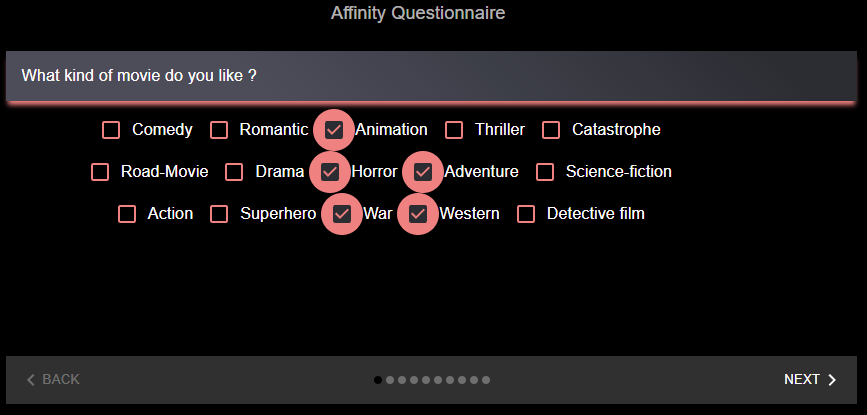 Affinity Questionnaire
What kind of movie do you like ?
Comedy Romantic Animation Thriller Catastrophe
Road-Movie Drama Horror Adventure Science-fiction
Action Superhero War Western Detective film
BACK NEXT